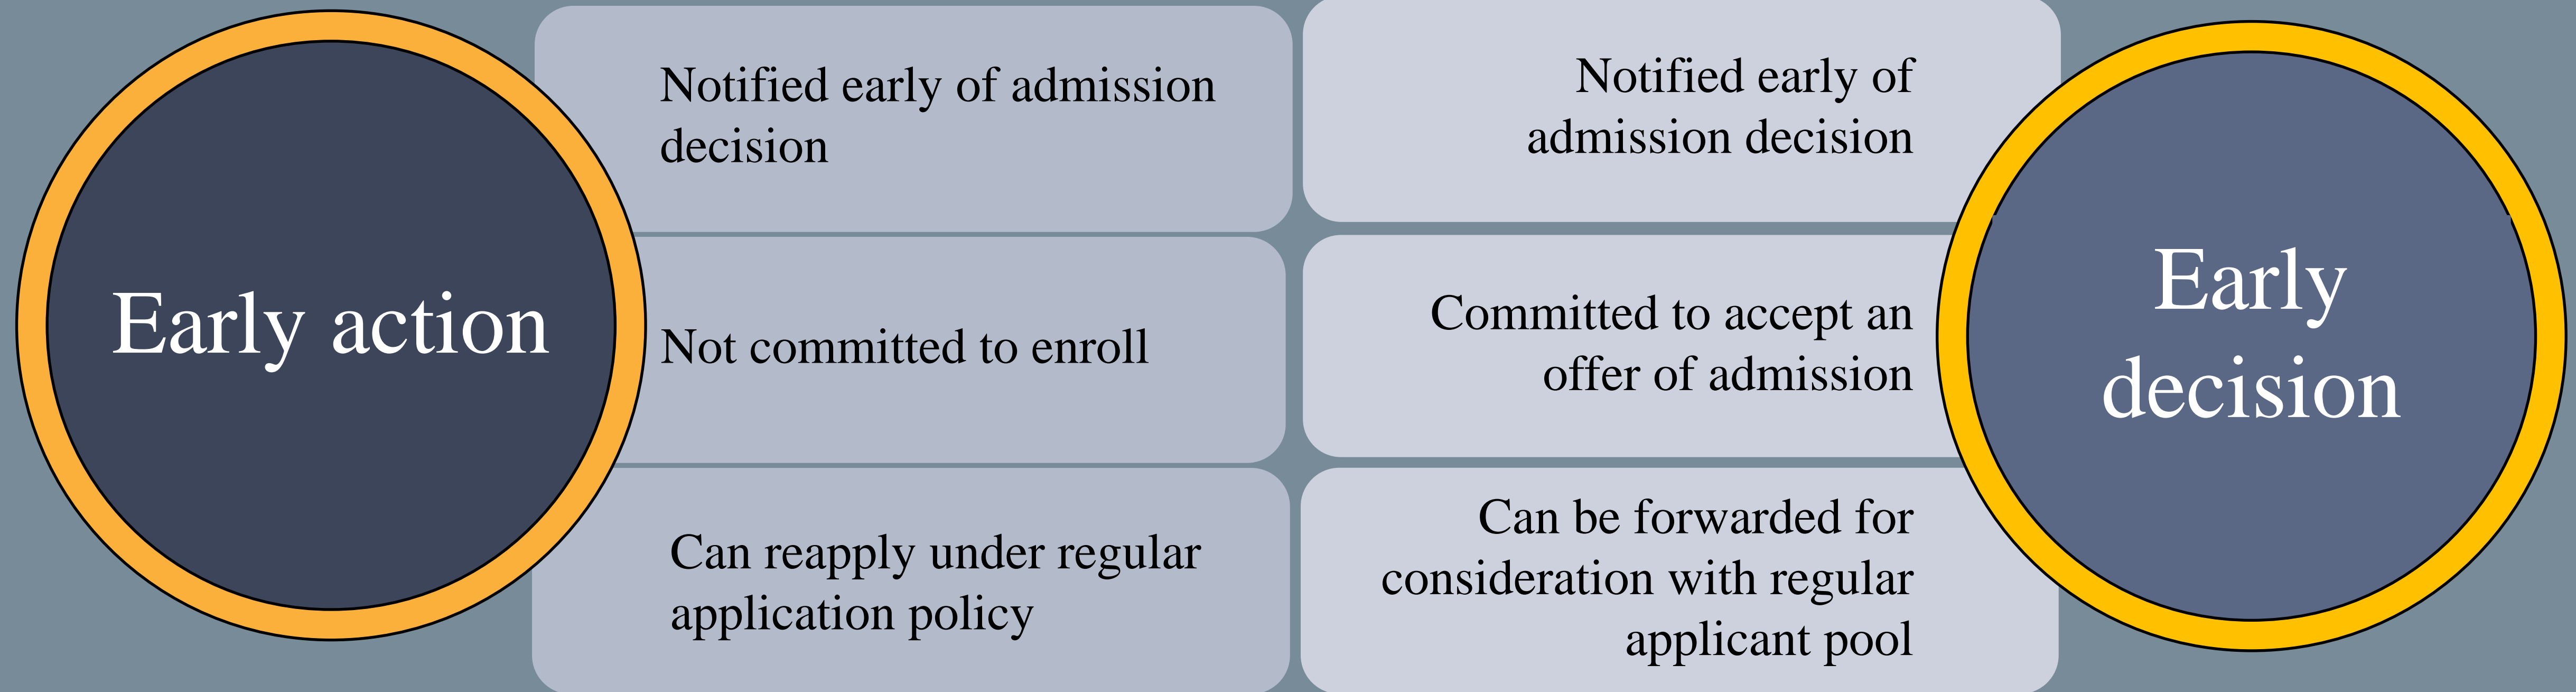 Early action
Notified early of admission
decision
Not committed to enroll
Can reapply under regular
application policy
Notified early of
admission decision
Committed to accept an
offer of admission
Can be forwarded for
consideration with regular
applicant pool
Early
decision